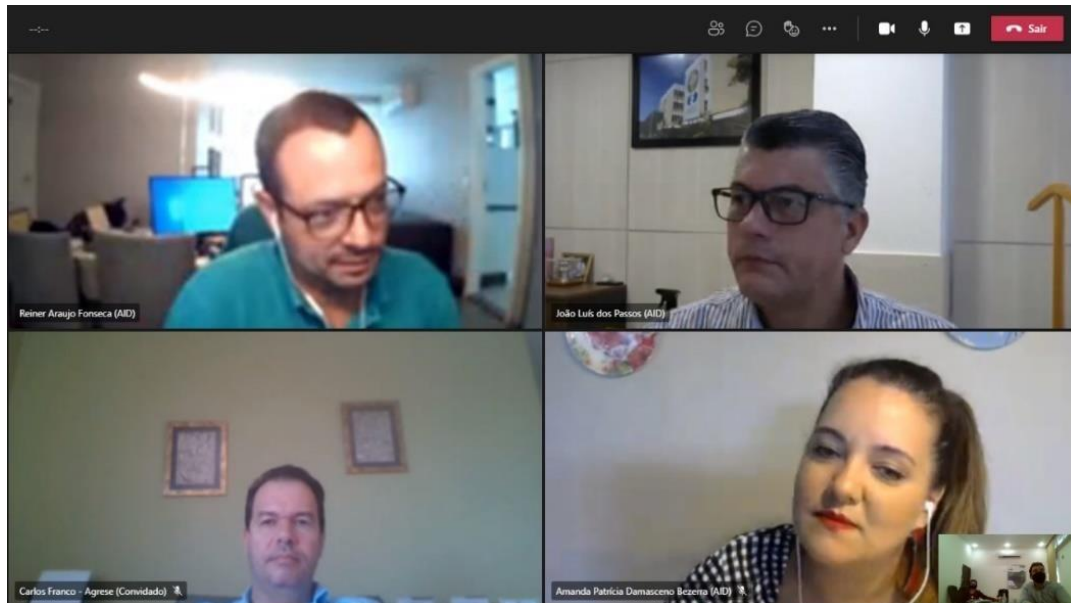 --:--
Sair
Reiner Araujo Fonseca (AID)
João Luís dos Passos (AID)
Carlos Franco - Agrese (Convidado)
Amanda Patrícia Damasceno Bezerra (AID)